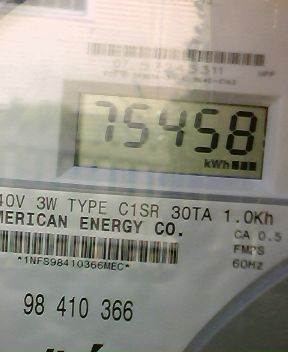 75458
kWh
40V 3W TYPE C1SR 30TA 1.0Kh
MERICAN ENERGY CO.
CA 0.5
*1NFS98410366MEC*
60Hz
98 410 366